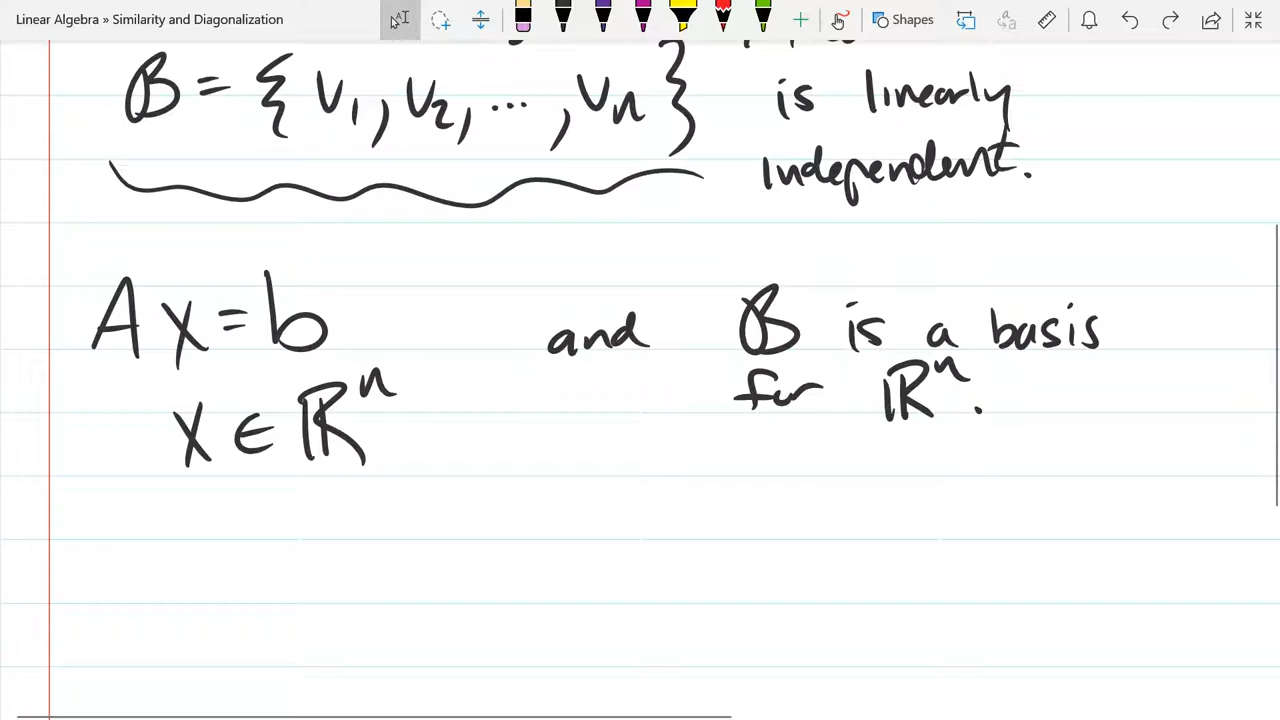 Linear Algebra » Similarity and Diagonalization
Shapes
B = { v₁, v₂, ... , vₙ } is linearly
independent.
Ax = b and B is a basis
x ∈ ℝⁿ for ℝⁿ.